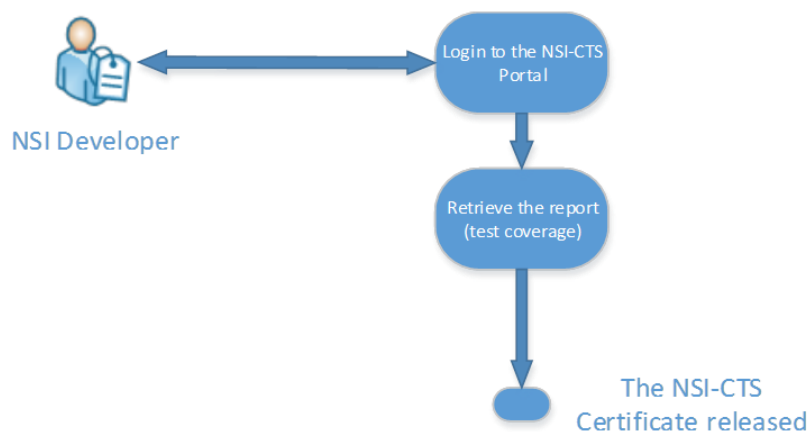 Login to the NSI-CTS
Portal
NSI Developer
Retrieve the report
(test coverage)
The NSI-CTS
Certificate released